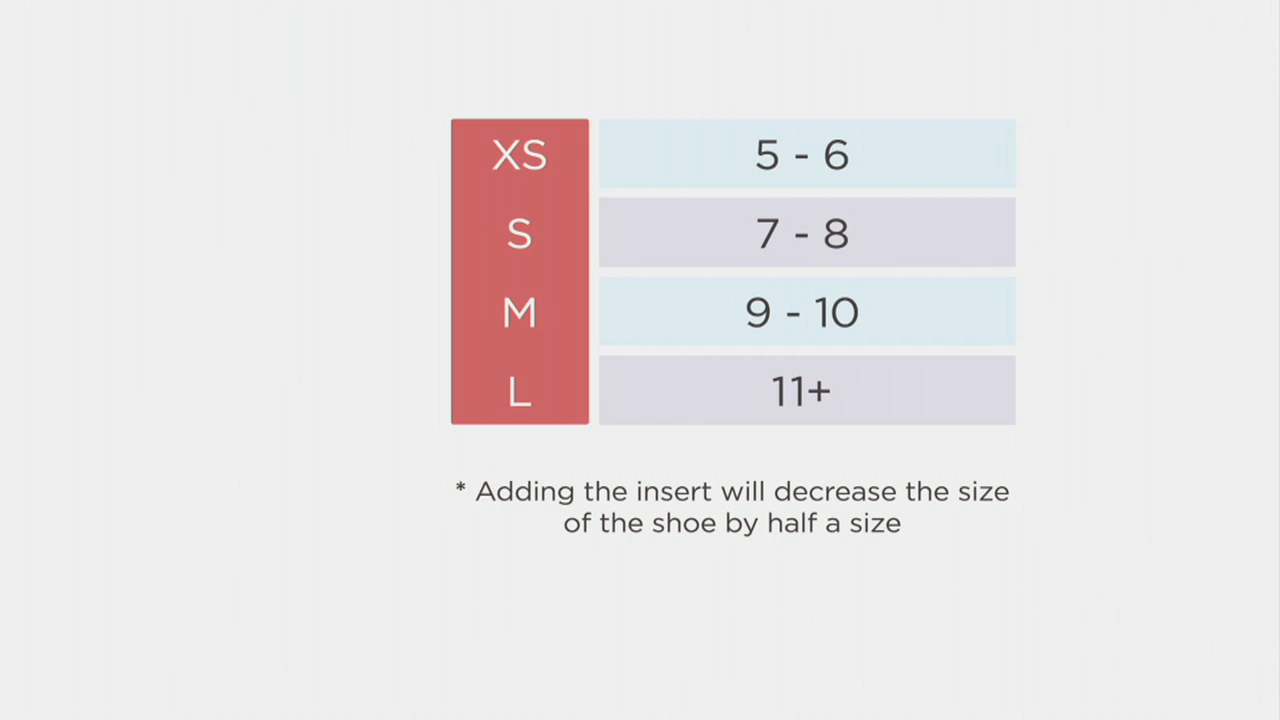 XS 5 - 6
S 7 - 8
M 9 - 10
L 11+
* Adding the insert will decrease the size
of the shoe by half a size